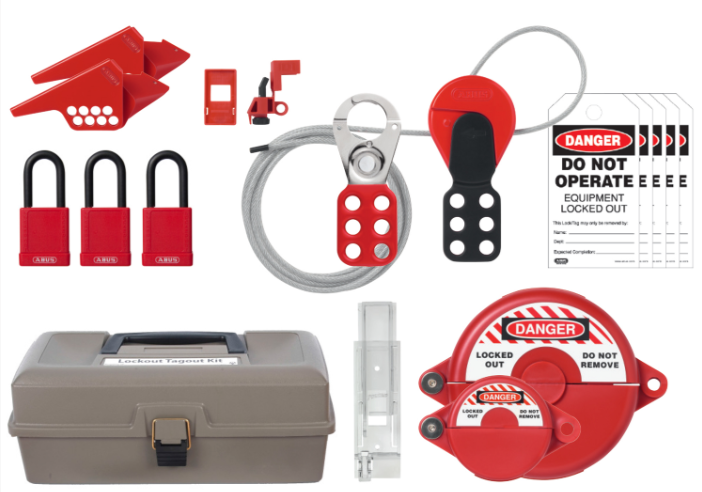 ABUS
DANGER
DO NOT
OPERATE
EQUIPMENT
LOCKED OUT
This Lock/Tag may only be removed by:
Name:
Dept:
Expected Completion:
E
E
E
ABUS
ABUS
ABUS
Lockout Tagout Kit
DANGER
LOCKED
OUT
DO NOT
REMOVE
DANGER
LOCKED
OUT
DO NOT
REMOVE